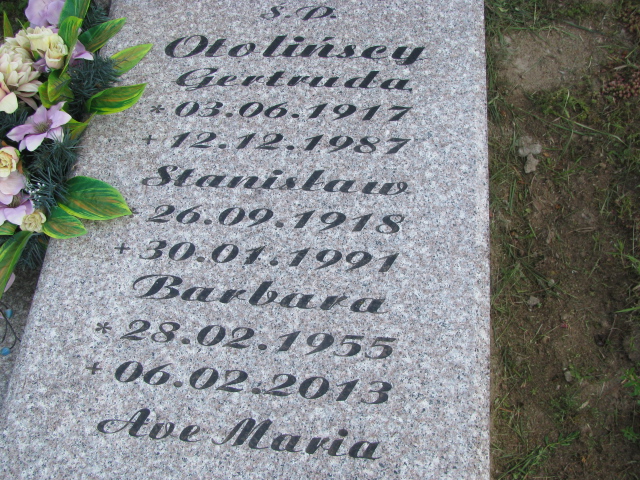 Ś.P.
Otolińscy
Gertruda
* 03.06.1917
+ 12.12.1987
Stanisław
* 26.09.1918
+ 30.01.1991
Barbara
* 28.02.1955
+ 06.02.2013
Ave Maria